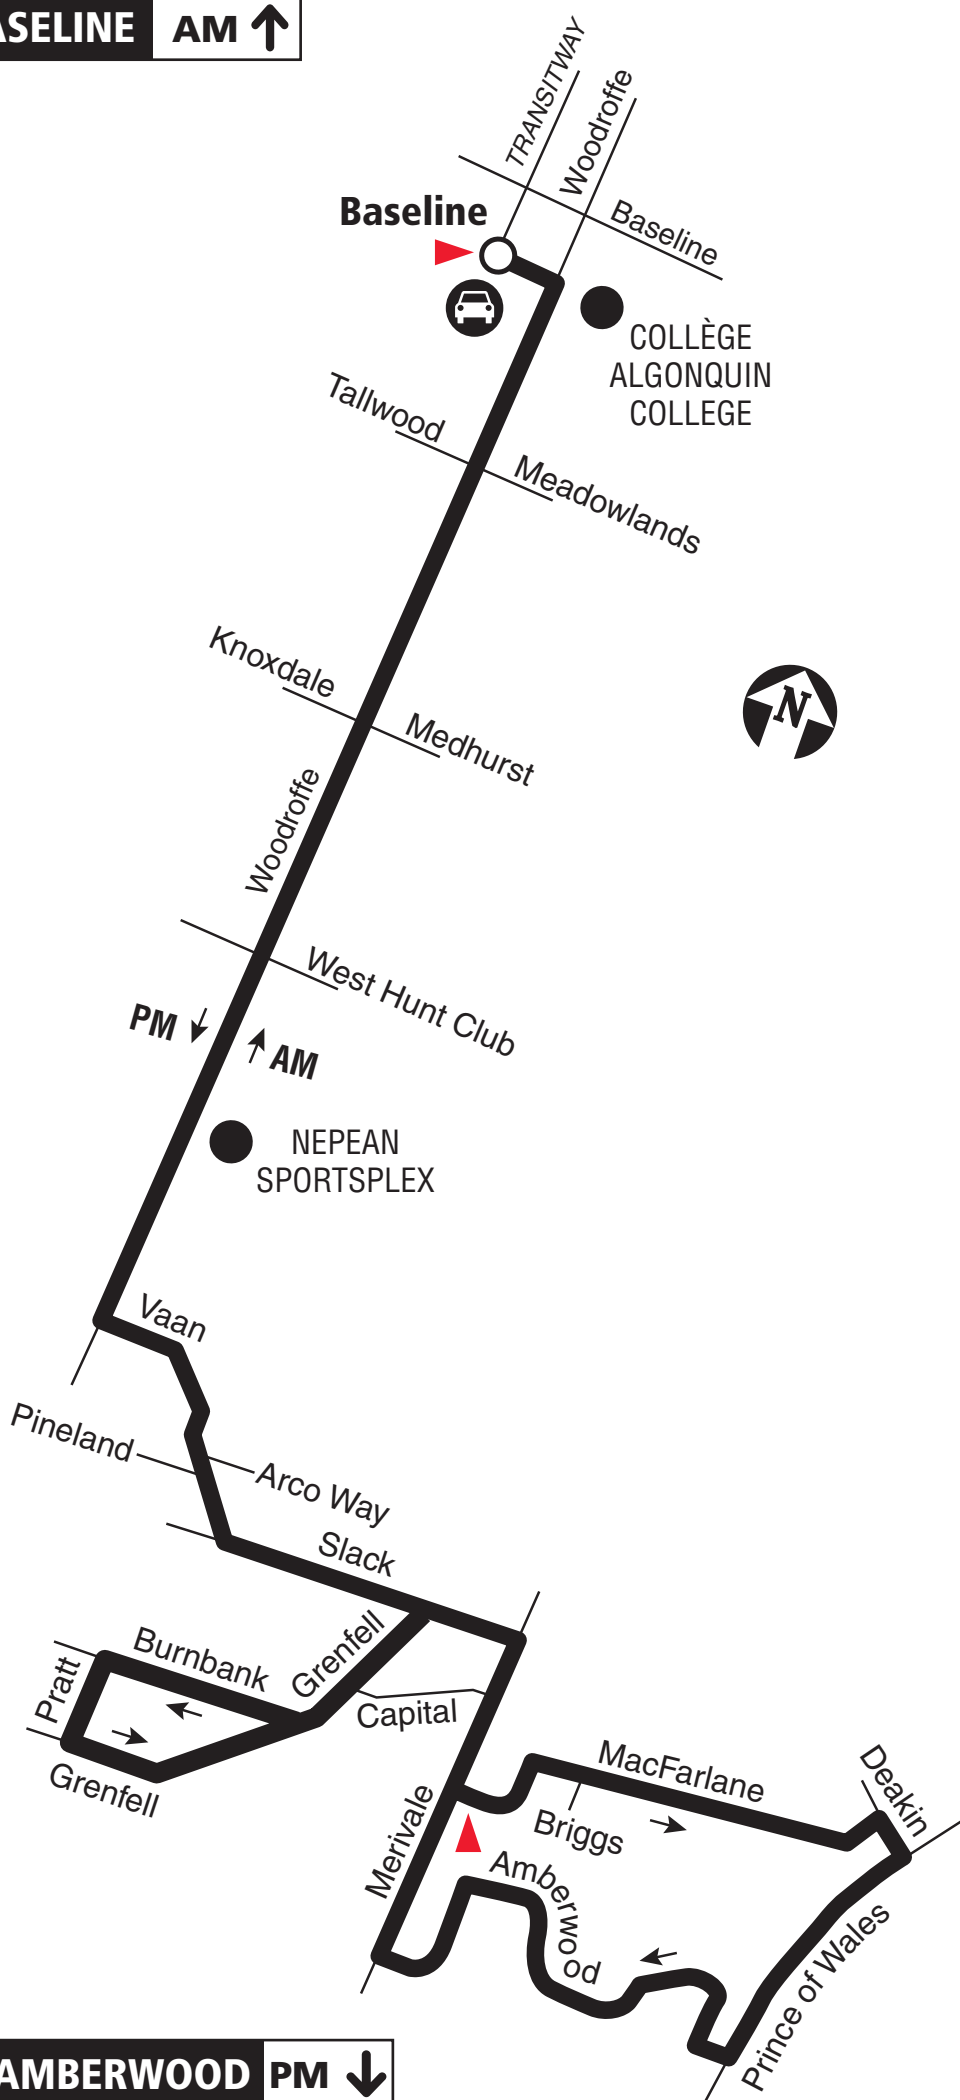 ASELINE AM
TRANSITWAY
Woodroffe
Baseline
Baseline
COLLÈGE
ALGONQUIN
COLLEGE
Tallwood
Meadowlands
Knoxdale
Medhurst
N
Woodroffe
West Hunt Club
PM
AM
NEPEAN
SPORTSPLEX
Vaan
Pineland
Arco Way
Slack
Grenfell
Burnbank
Pratt
Capital
Grenfell
MacFarlane
Deakin
Briggs
Merivale
Amberwood
Prince of Wales
AMBERWOOD PM